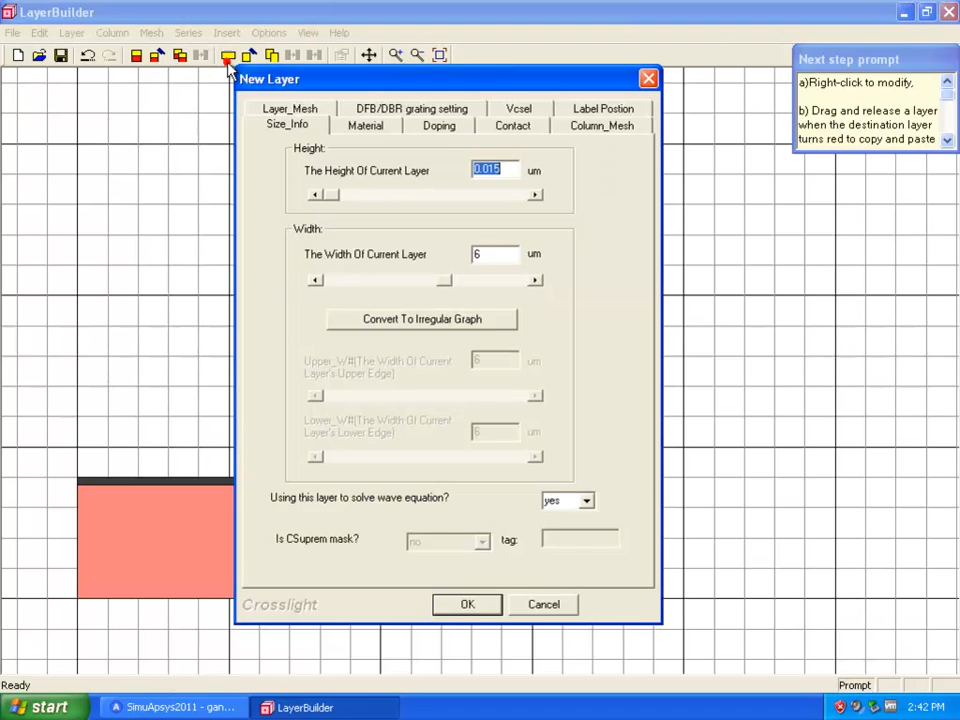 LayerBuilder
File Edit Layer Column Mesh Series Insert Options View Help
Next step prompt
a)Right-click to modify,
b) Drag and release a layer
when the destination layer
turns red to copy and paste
New Layer
Layer_Mesh DFB/DBR grating setting Vcsel Label Postion
Size_Info Material Doping Contact Column_Mesh
Height:
The Height Of Current Layer 0.015 um
Width:
The Width Of Current Layer 6 um
Convert To Irregular Graph
Upper_W#(The Width Of Current
Layer's Upper Edge) 6 um
Lower_W#(The Width Of Current
Layer's Lower Edge) 6 um
Using this layer to solve wave equation? yes
Is CSuprem mask? no tag:
Crosslight OK Cancel
Ready Prompt
start SimuApsys2011 - gan... LayerBuilder 2:42 PM